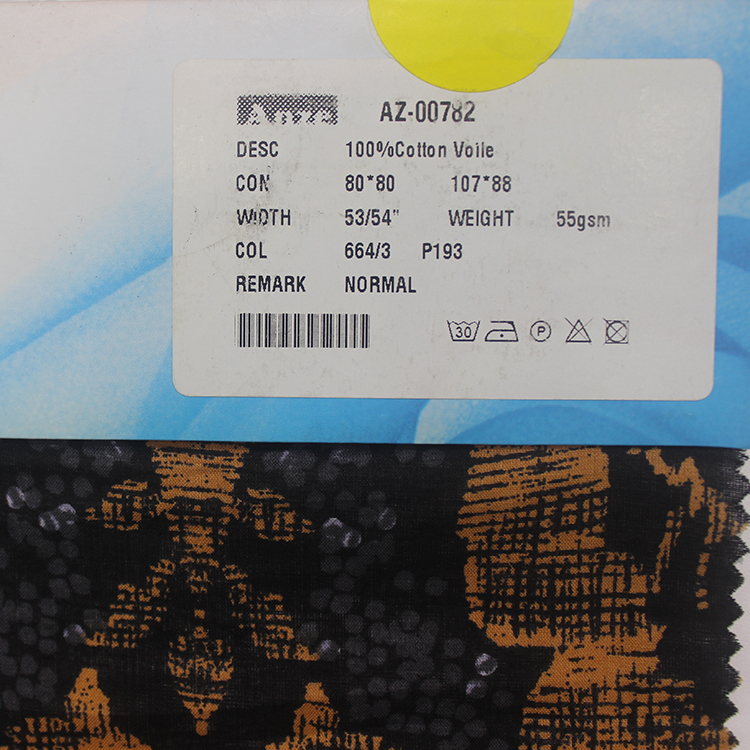 Anze AZ-00782
DESC 100%Cotton Voile
CON 80*80 107*88
WIDTH 53/54" WEIGHT 55gsm
COL 664/3 P193
REMARK NORMAL
30 P